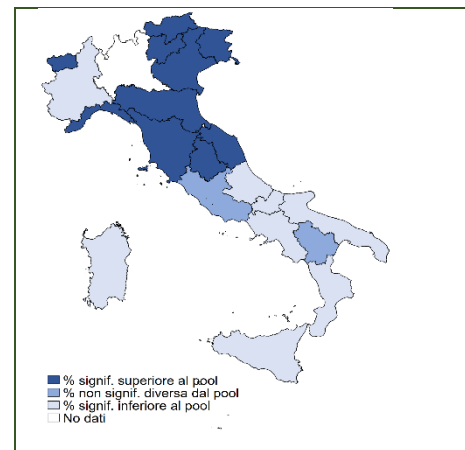 % signif. superiore al pool
% non signif. diversa dal pool
% signif. inferiore al pool
No dati